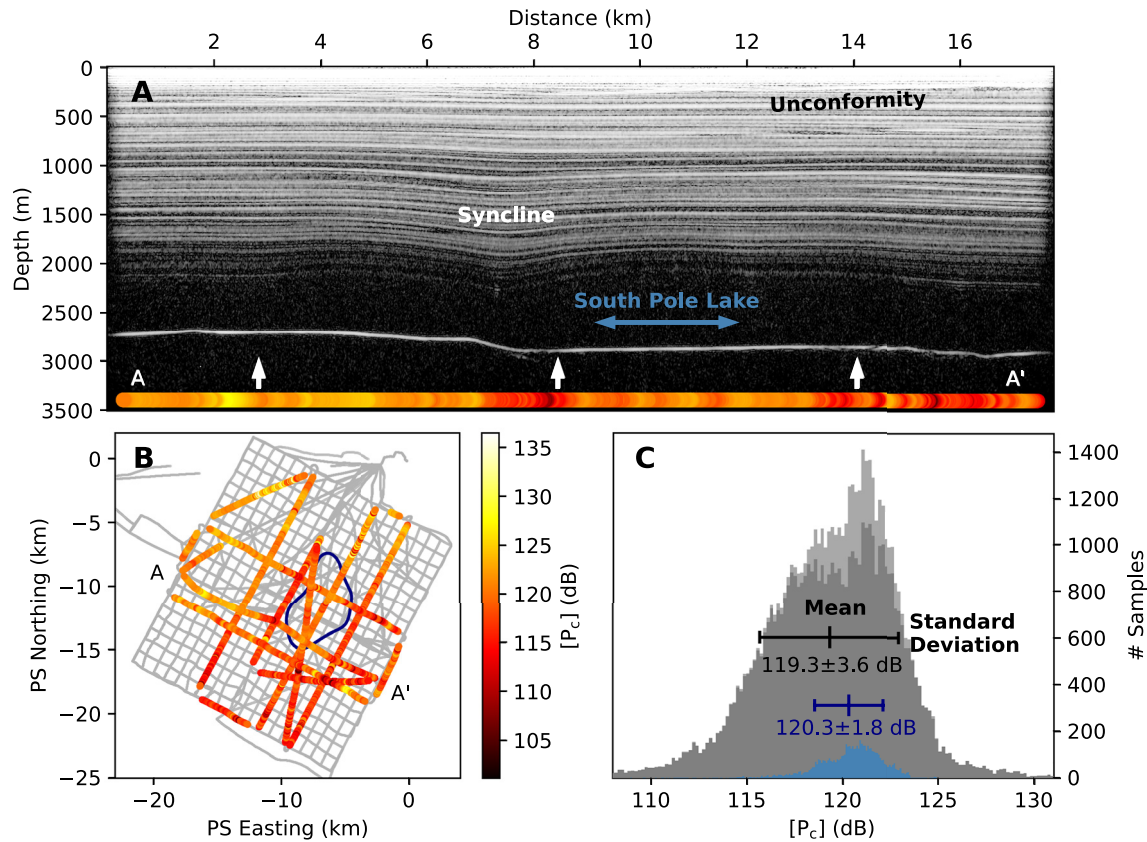 Distance (km)
2 4 6 8 10 12 14 16
Depth (m)
0
500
1000
1500
2000
2500
3000
3500
A
Unconformity
Syncline
South Pole Lake
A A'
B
PS Northing (km)
0
−5
−10
−15
−20
−25
A
A'
−20 −10 0
PS Easting (km)
135
130
125
120
115
110
105
[Pc] (dB)
C
Mean
Standard
Deviation
119.3±3.6 dB
120.3±1.8 dB
1400
1200
1000
800
600
400
200
0
# Samples
110 115 120 125 130
[Pc] (dB)